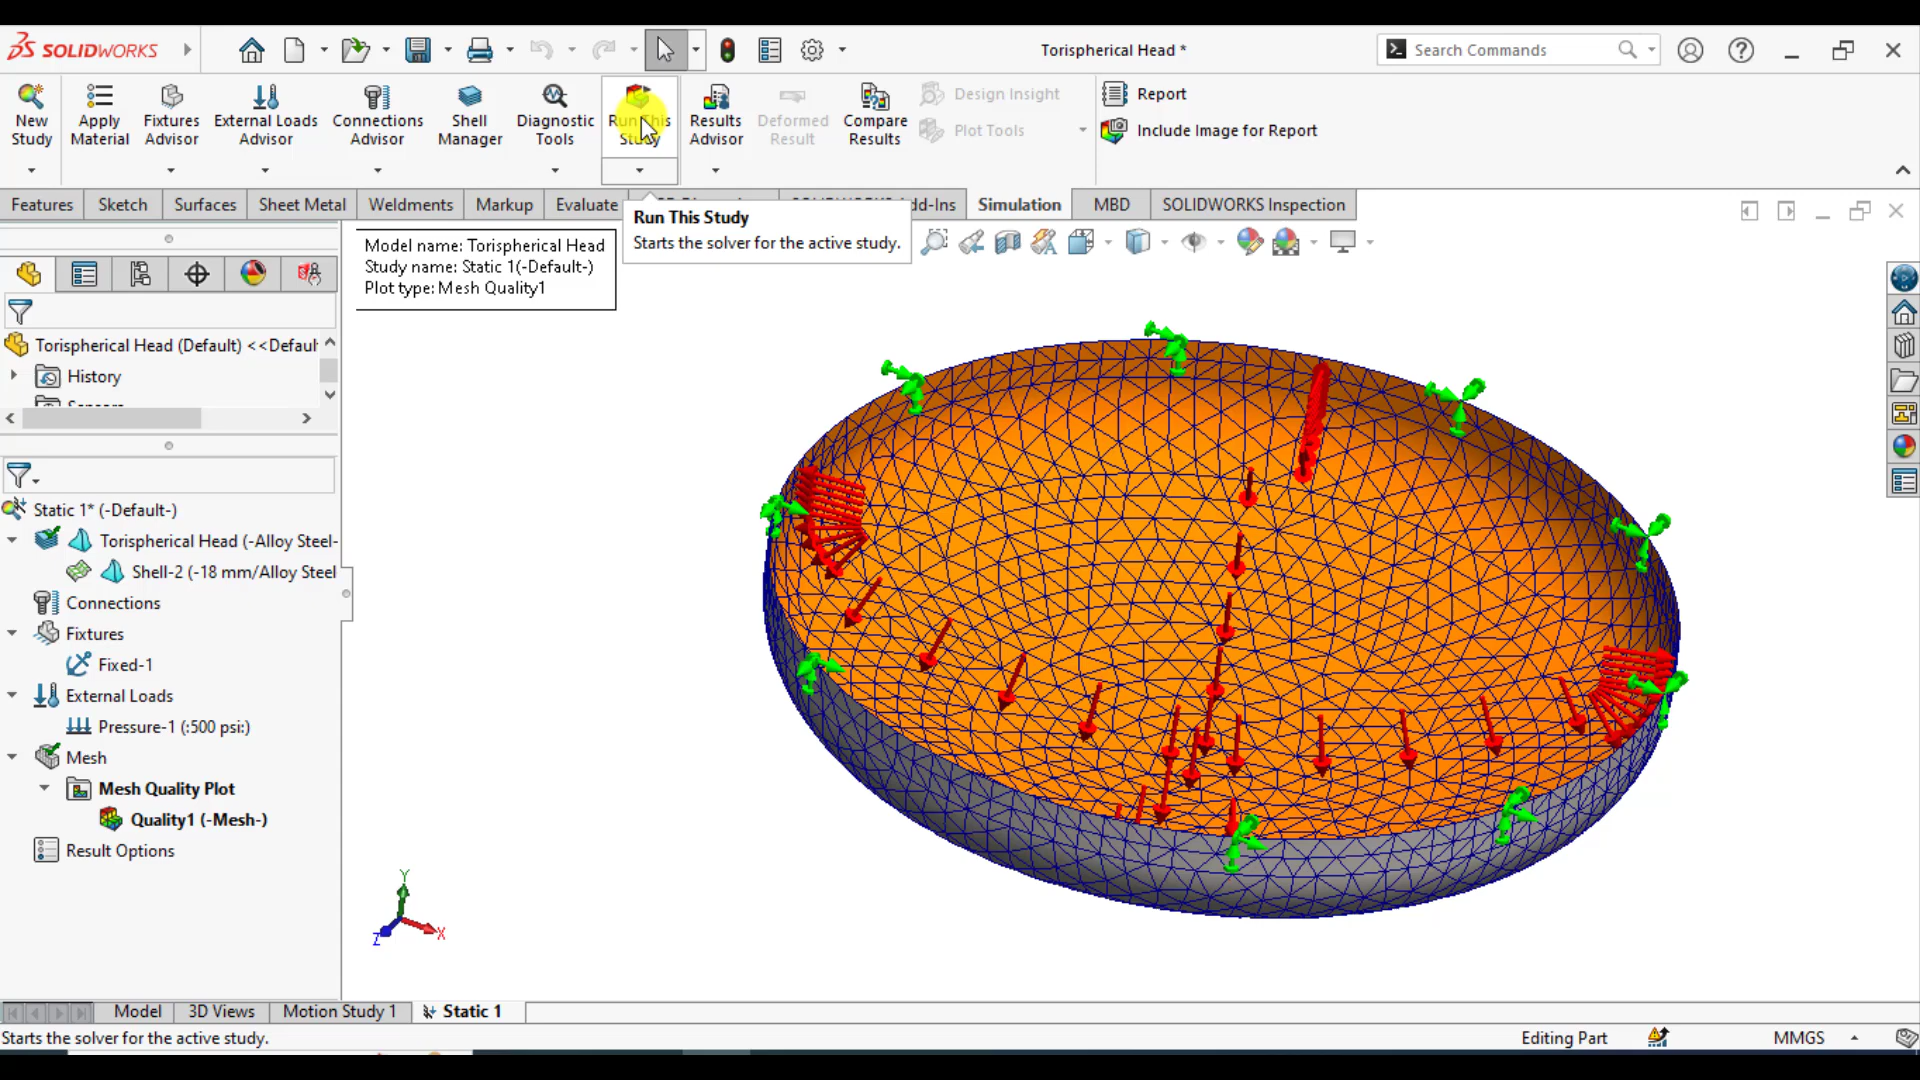 SOLIDWORKS
Torispherical Head *
Search Commands
New
Study
Apply
Material
Fixtures
Advisor
External Loads
Advisor
Connections
Advisor
Shell
Manager
Diagnostic
Tools
Run This
Study
Results
Advisor
Deformed
Result
Compare
Results
Design Insight
Plot Tools
Report
Include Image for Report
Features
Sketch
Surfaces
Sheet Metal
Weldments
Markup
Evaluate
Simulation
MBD
SOLIDWORKS Inspection
Run This Study
Starts the solver for the active study.
Model name: Torispherical Head
Study name: Static 1(-Default-)
Plot type: Mesh Quality1
Torispherical Head (Default) <<Defaul
History
Static 1* (-Default-)
Torispherical Head (-Alloy Steel-
Shell-2 (-18 mm/Alloy Steel
Connections
Fixtures
Fixed-1
External Loads
Pressure-1 (:500 psi:)
Mesh
Mesh Quality Plot
Quality1 (-Mesh-)
Result Options
Y
X
Z
Model
3D Views
Motion Study 1
Static 1
Starts the solver for the active study.
Editing Part
MMGS